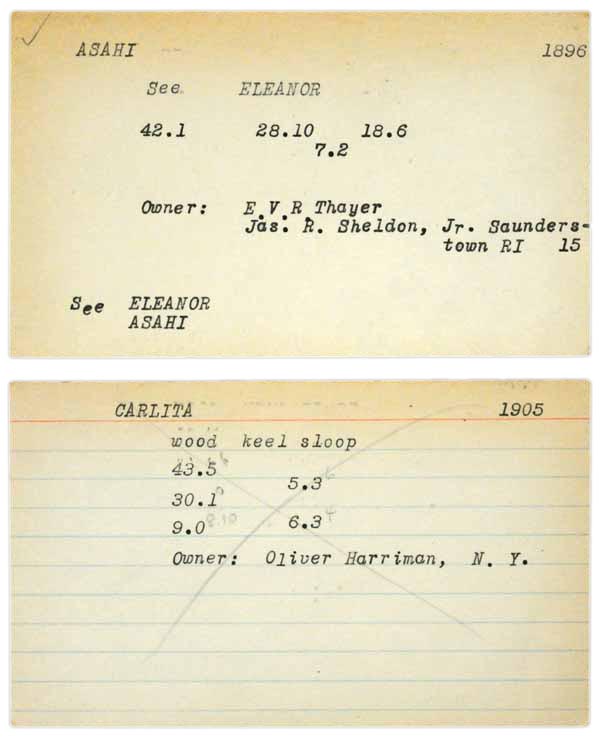 ASAHI 1896
See ELEANOR
42.1 28.10 18.6
7.2
Owner: E.V.R. Thayer
Jas. R. Sheldon, Jr. Saunders-
town RI 15
See ELEANOR
ASAHI
CARLITA 1905
wood keel sloop
43.5
5.3
30.1
6.3
9.0 8.10
Owner: Oliver Harriman, N. Y.